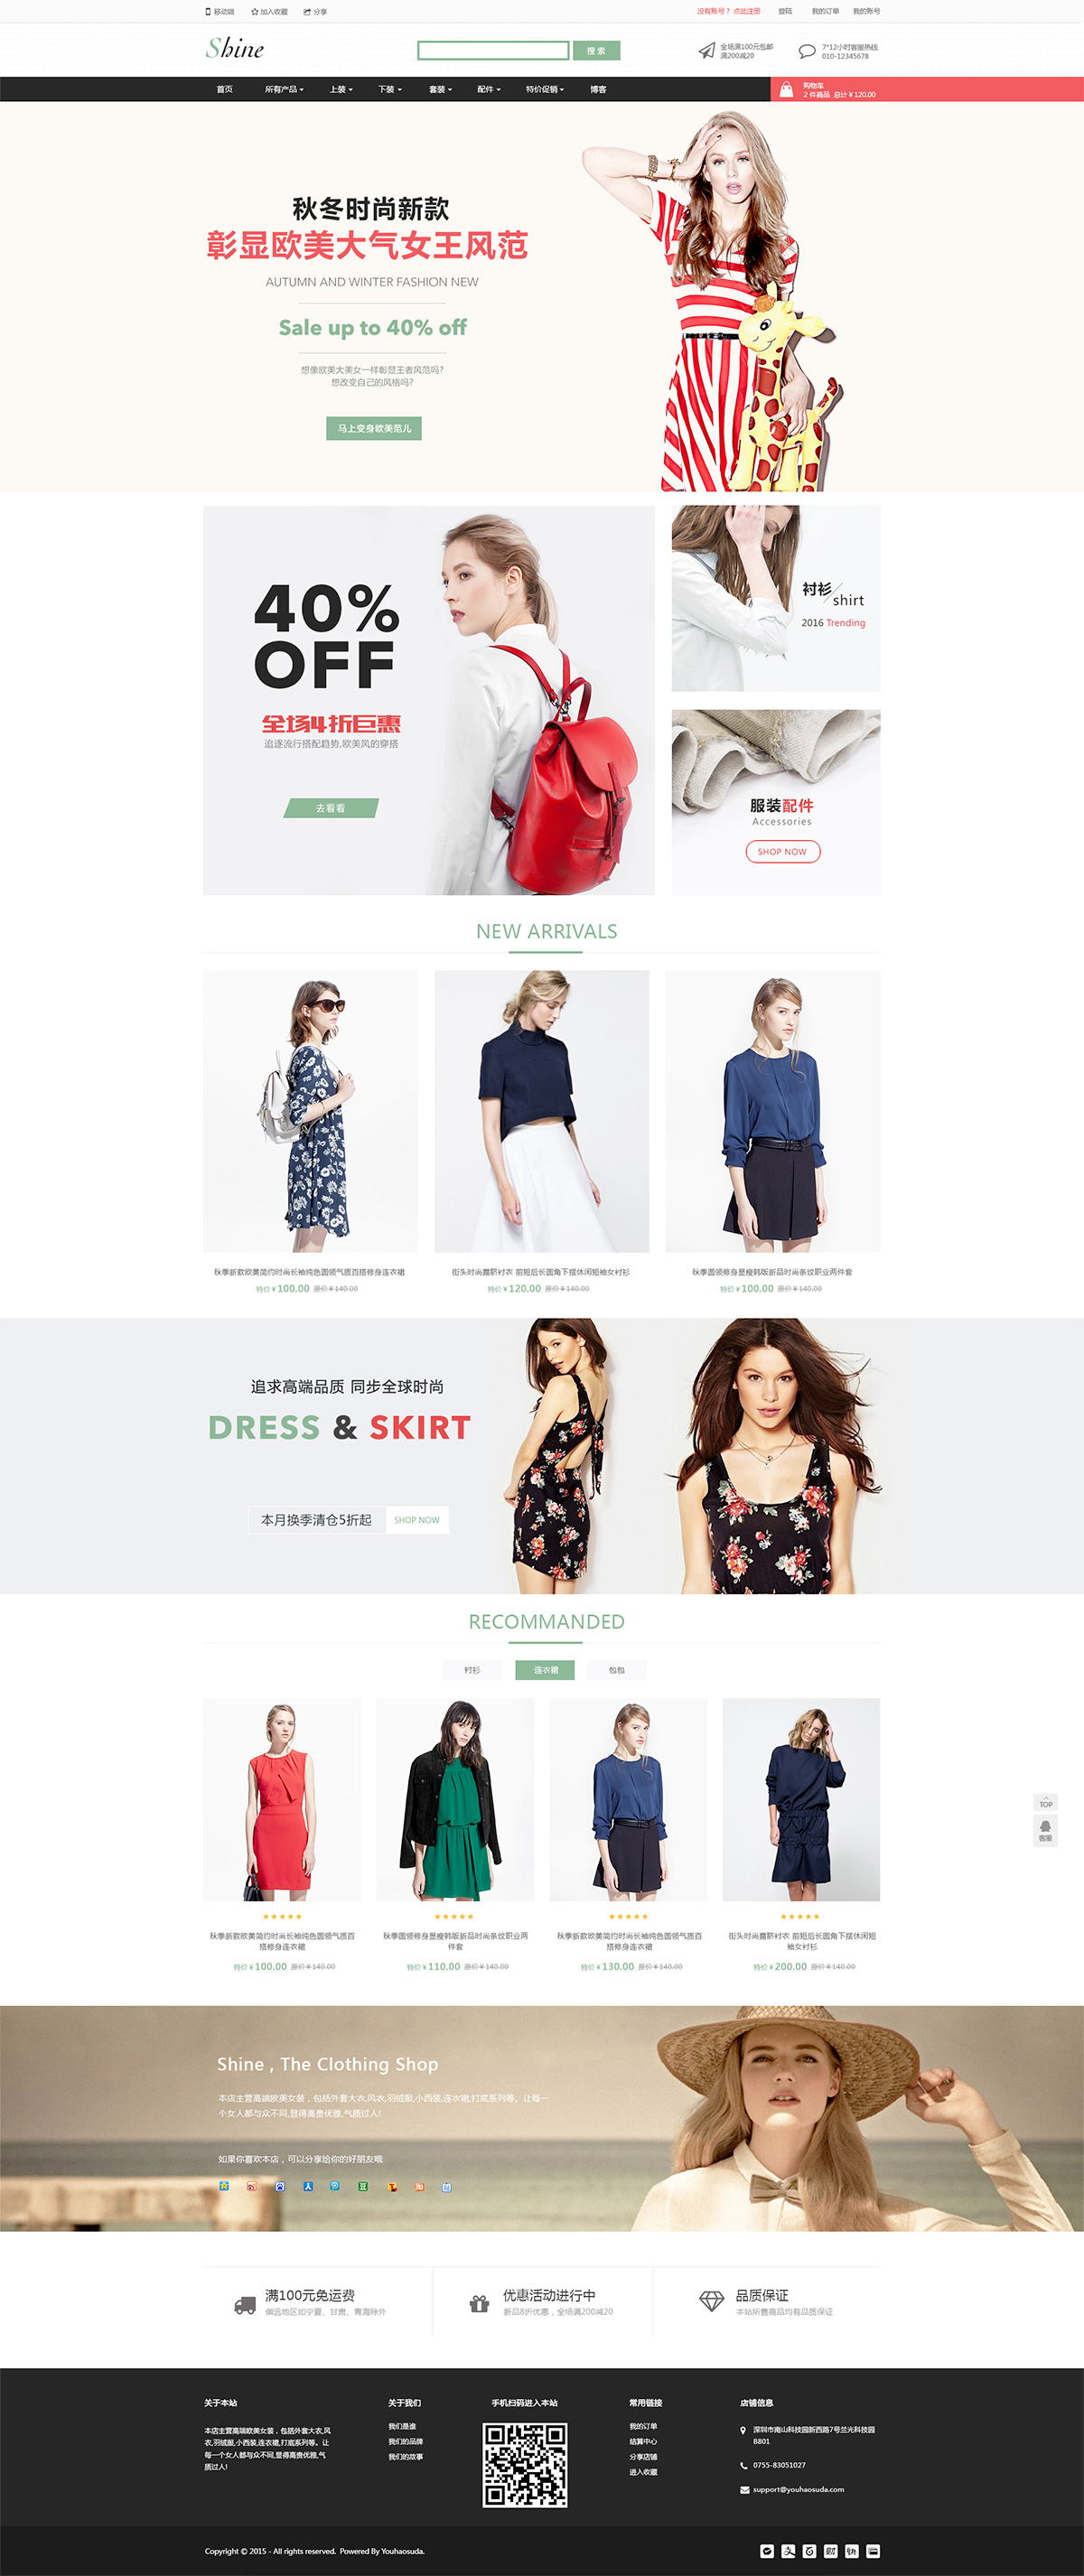 移动端
加入收藏
分享
没有账号？ 点此注册
登陆
我的订单
我的账号
Shine
搜 索
全场满100元包邮
满200减20
7*12小时客服热线
010-12345678
首页
所有产品
上装
下装
套装
配件
特价促销
博客
购物车
2 件商品 总计￥120.00
秋冬时尚新款
彰显欧美大气女王风范
AUTUMN AND WINTER FASHION NEW
Sale up to 40% off
想像欧美大美女一样彰显王者风范吗?
想改变自己的风格吗?
马上变身欧美范儿
40%
OFF
全场4折巨惠
追逐流行搭配趋势,欧美风的穿搭
去看看
衬衫
shirt
2016 Trending
服装配件
Accessories
SHOP NOW
NEW ARRIVALS
秋季新款欧美简约时尚长袖纯色圆领气质百搭修身连衣裙
特价￥100.00 原价￥140.00
街头时尚露脐衬衣 前短后长圆角下摆休闲短袖女衬衫
特价￥120.00 原价￥140.00
秋季圆领修身显瘦韩版新品时尚条纹职业两件套
特价￥100.00 原价￥140.00
追求高端品质 同步全球时尚
DRESS & SKIRT
本月换季清仓5折起
SHOP NOW
RECOMMANDED
衬衫
连衣裙
包包
TOP
客服
秋季新款欧美简约时尚长袖纯色圆领气质百
搭修身连衣裙
特价￥100.00 原价￥140.00
秋季圆领修身显瘦韩版新品时尚条纹职业两
件套
特价￥110.00 原价￥140.00
秋季新款欧美简约时尚长袖纯色圆领气质百
搭修身连衣裙
特价￥130.00 原价￥140.00
街头时尚露脐衬衣 前短后长圆角下摆休闲短
袖女衬衫
特价￥200.00 原价￥140.00
Shine , The Clothing Shop
本店主营高端欧美女装，包括外套大衣,风衣,羽绒服,小西装,连衣裙,打底系列等。让每一
个女人都与众不同,显得高贵优雅,气质过人!
如果你喜欢本店，可以分享给你的好朋友哦
满100元免运费
偏远地区如宁夏、甘肃、青海除外
优惠活动进行中
新品8折优惠，全场满200减20
品质保证
本站所售商品均有品质保证
关于本站
本店主营高端欧美女装，包括外套大衣,风
衣,羽绒服,小西装,连衣裙,打底系列等。让
每一个女人都与众不同,显得高贵优雅,气
质过人!
关于我们
我们是谁
我们的品牌
我们的故事
手机扫码进入本站
常用链接
我的订单
结算中心
分享店铺
进入收藏
店铺信息
深圳市南山科技园新西路7号兰光科技园
B801
0755-83051027
support@youhaosuda.com
Copyright © 2015 - All rights reserved. Powered By Youhaosuda.